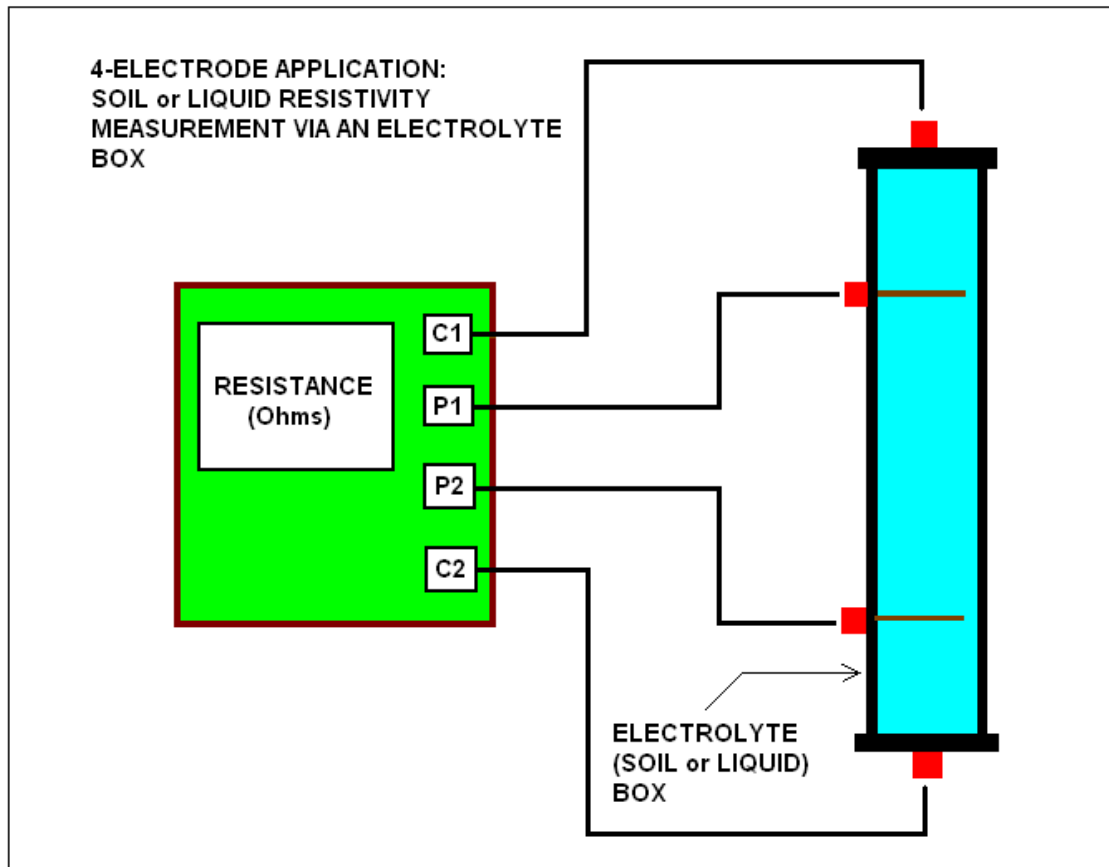 4-ELECTRODE APPLICATION:
SOIL or LIQUID RESISTIVITY
MEASUREMENT VIA AN ELECTROLYTE
BOX
RESISTANCE
(Ohms)
C1
P1
P2
C2
ELECTROLYTE
(SOIL or LIQUID)
BOX